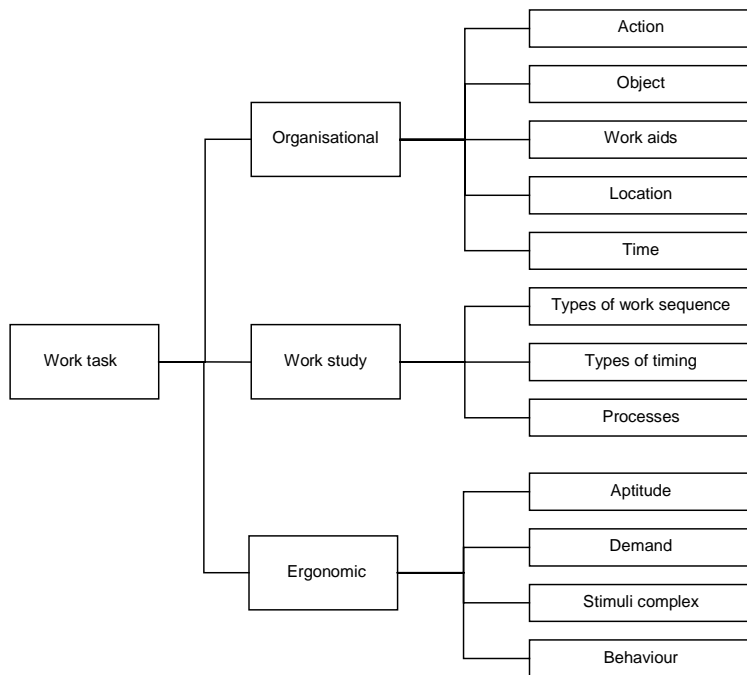 Work task
Organisational
Action
Object
Work aids
Location
Time
Work study
Types of work sequence
Types of timing
Processes
Ergonomic
Aptitude
Demand
Stimuli complex
Behaviour